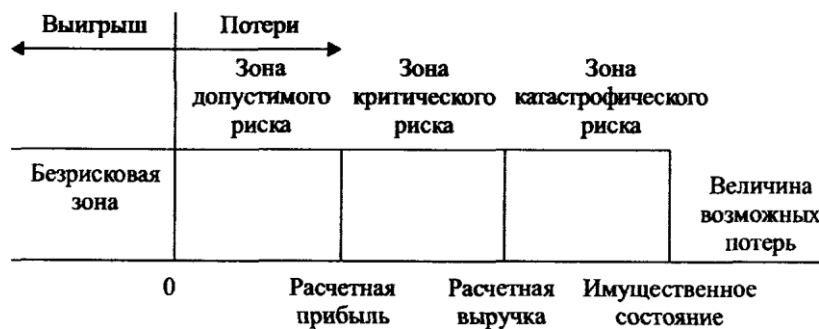 Выигрыш
Потери
Зона
допустимого
риска
Зона
критического
риска
Зона
катастрофического
риска
Безрисковая
зона
Величина
возможных
потерь
0
Расчетная
прибыль
Расчетная
выручка
Имущественное
состояние